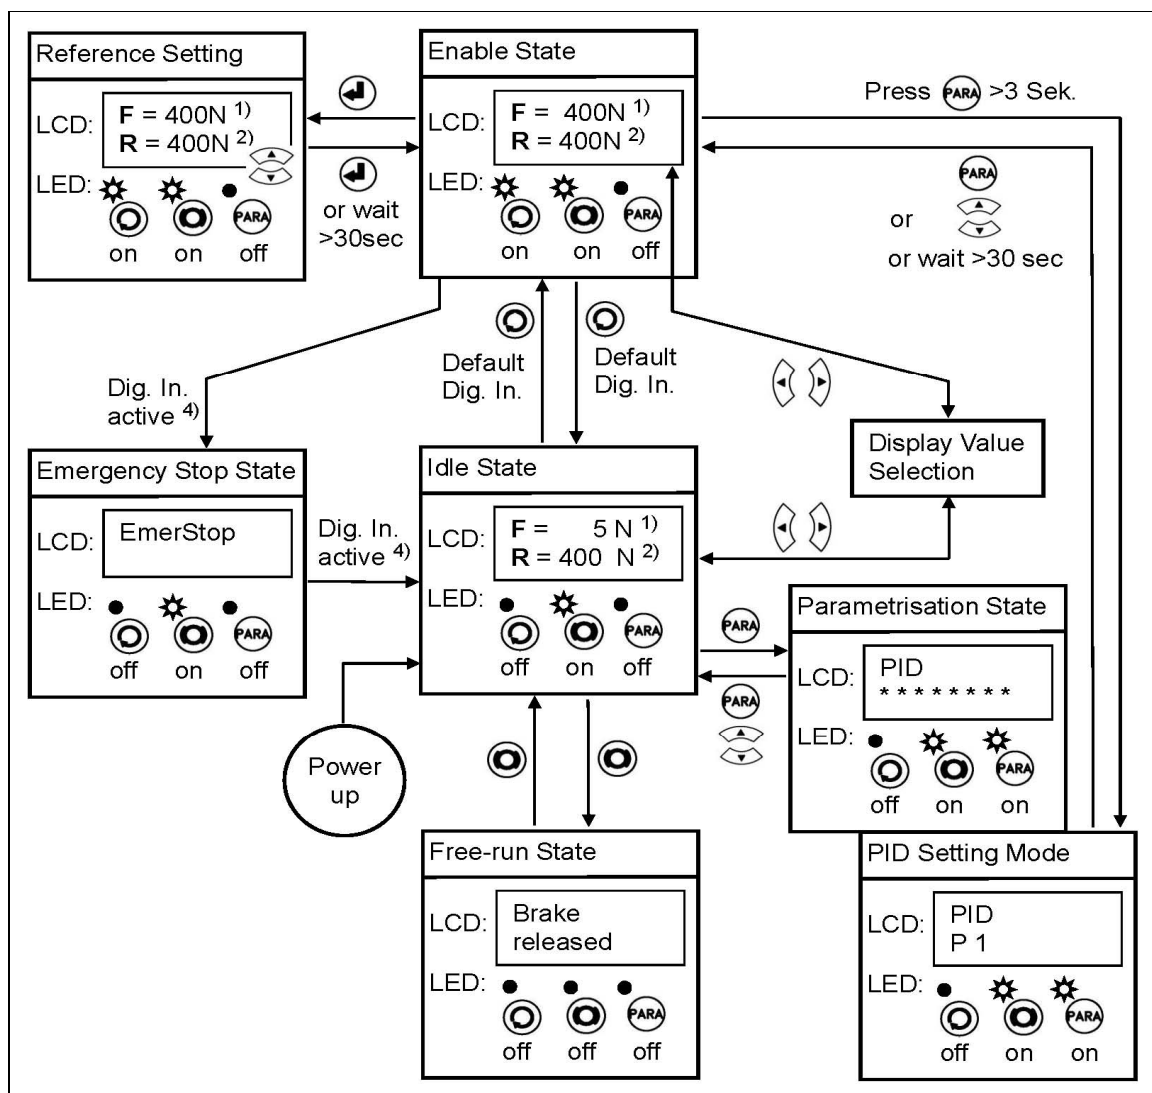 Reference Setting
LCD:
F = 400N 1)
R = 400N 2)
LED:
PARA
on on off
or wait
>30sec
Enable State
LCD:
F = 400N 1)
R = 400N 2)
LED:
PARA
on on off
Press PARA >3 Sek.
PARA
or
or wait >30 sec
Default
Dig. In.
Default
Dig. In.
Dig. In.
active 4)
Display Value
Selection
Emergency Stop State
LCD:
EmerStop
LED:
PARA
off on off
Dig. In.
active 4)
Idle State
LCD:
F = 5 N 1)
R = 400 N 2)
LED:
PARA
off on off
PARA
PARA
Parametrisation State
LCD:
PID
* * * * * * * *
LED:
PARA
off on on
Power
up
Free-run State
LCD:
Brake
released
LED:
PARA
off off off
PID Setting Mode
LCD:
PID
P 1
LED:
PARA
off on on